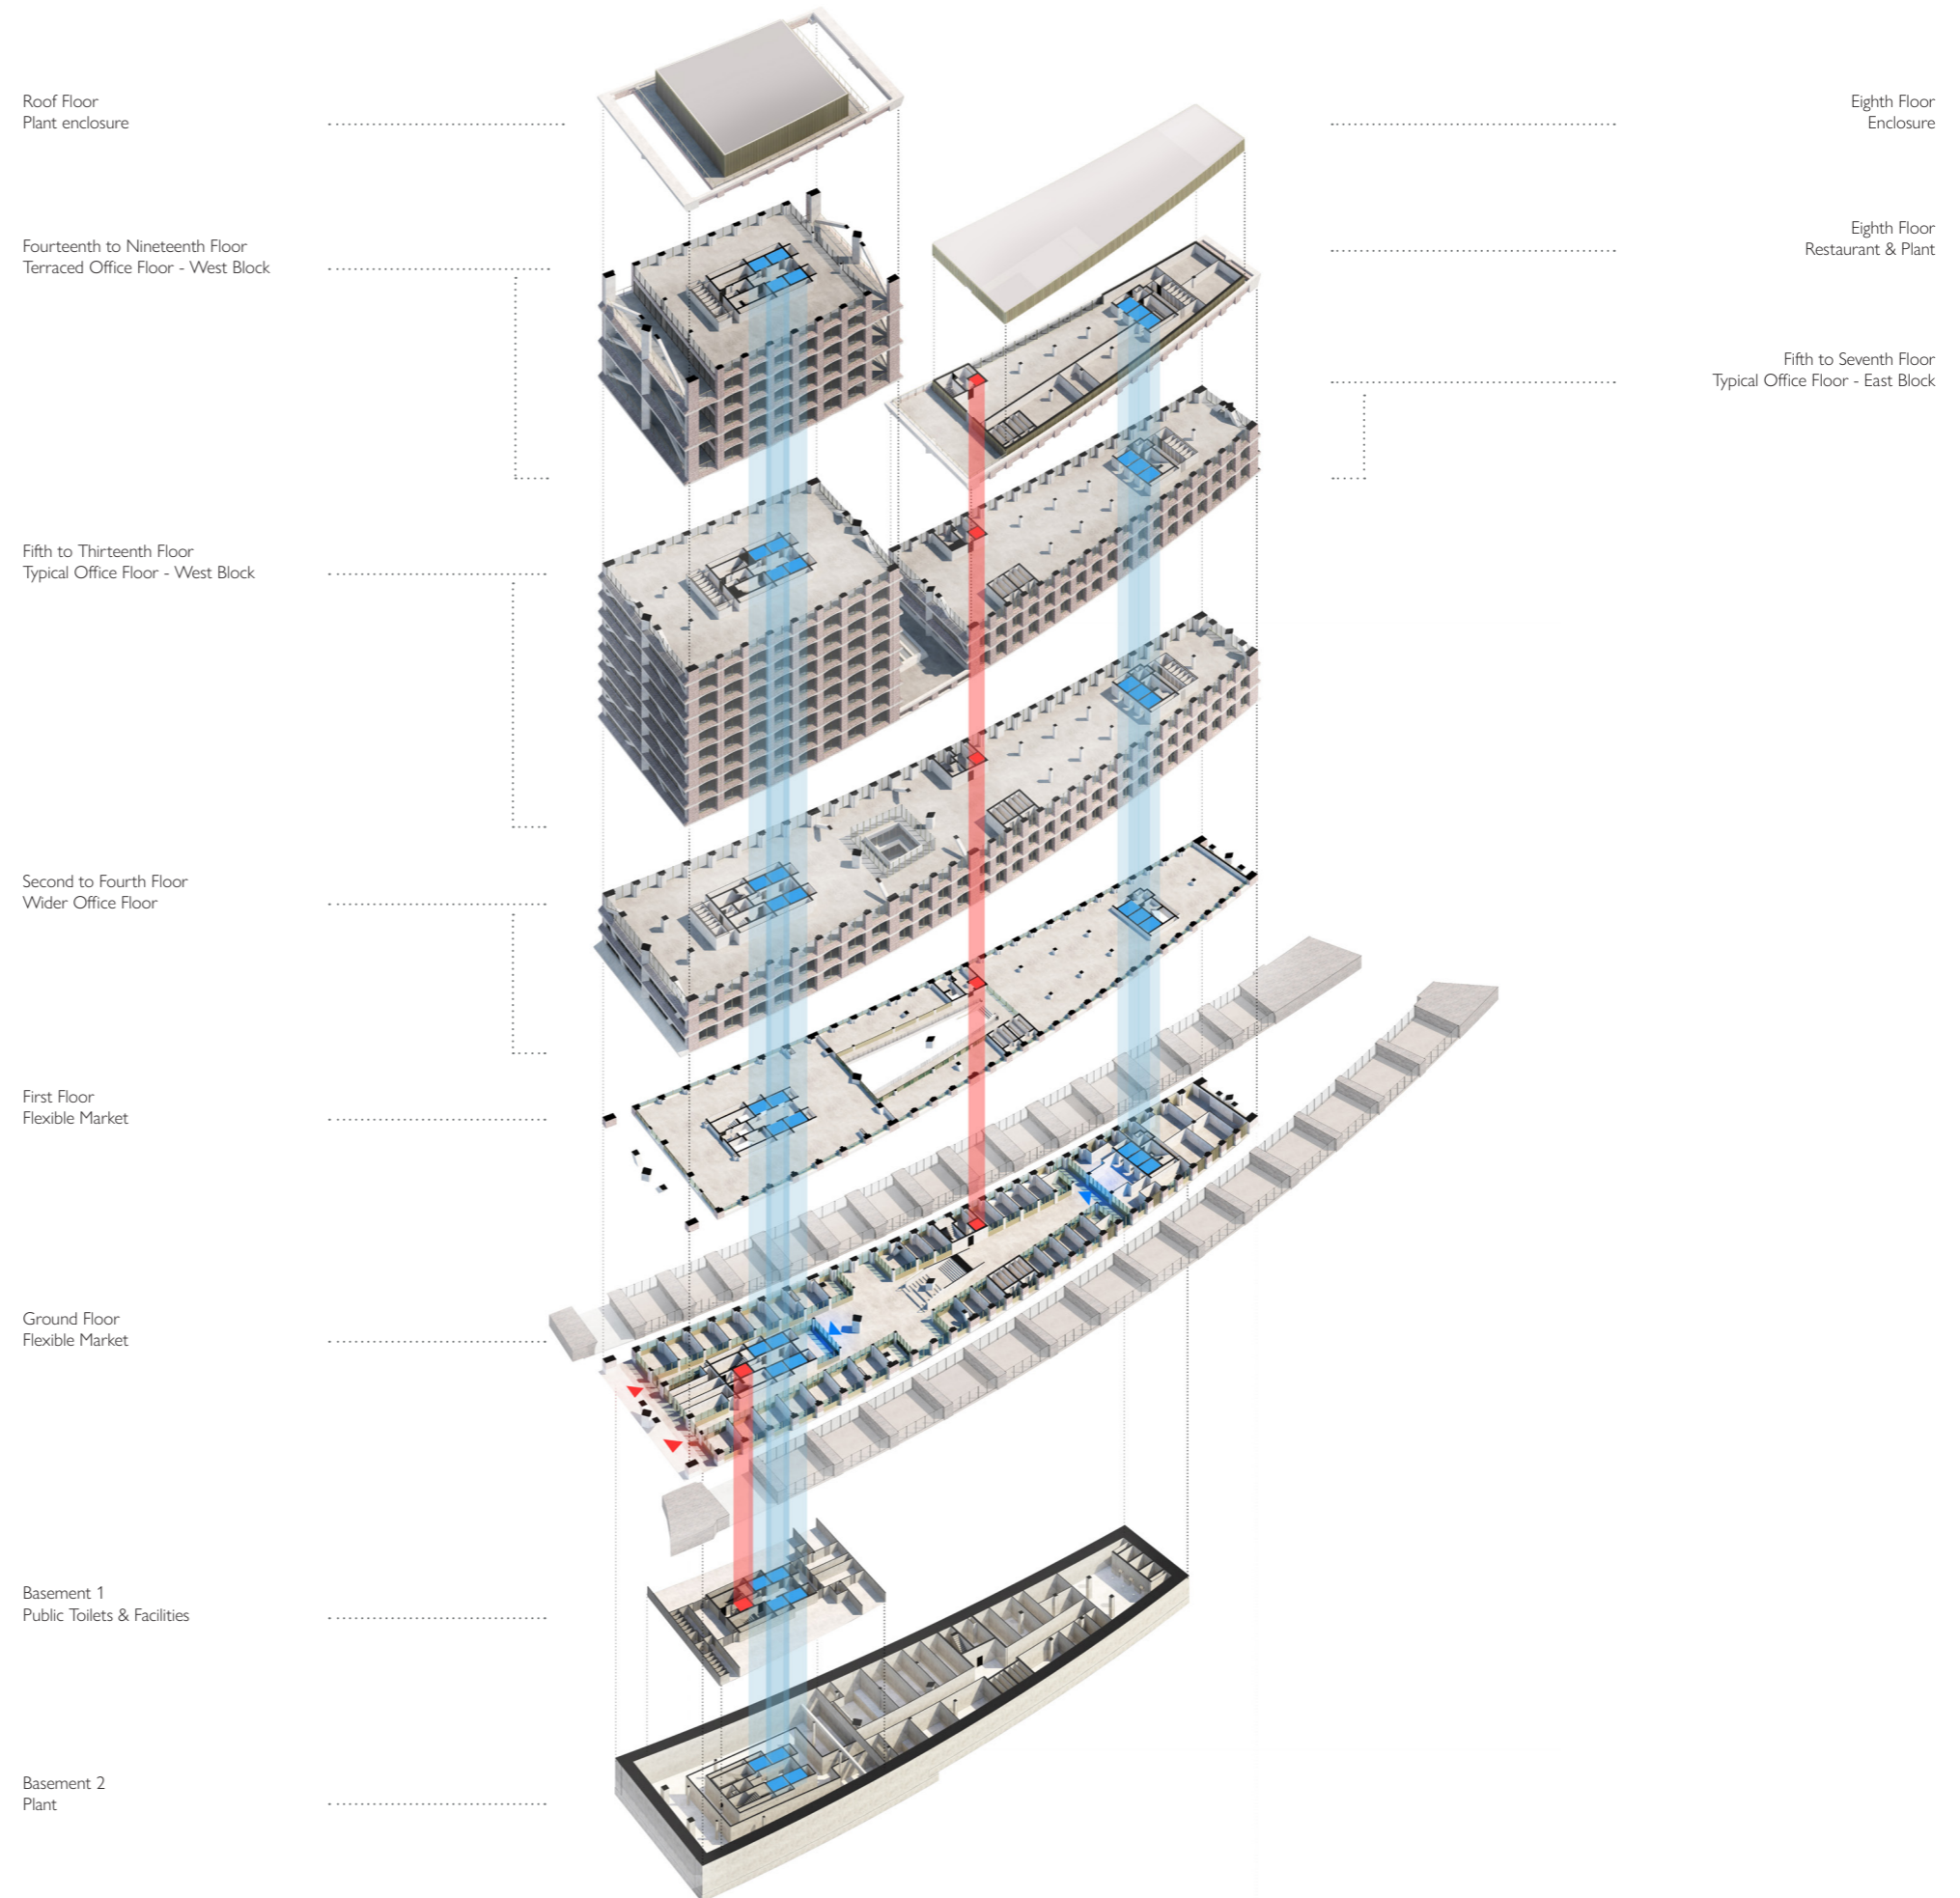 Roof Floor
Plant enclosure
Eighth Floor
Enclosure
Fourteenth to Nineteenth Floor
Terraced Office Floor - West Block
Eighth Floor
Restaurant & Plant
Fifth to Seventh Floor
Typical Office Floor - East Block
Fifth to Thirteenth Floor
Typical Office Floor - West Block
Second to Fourth Floor
Wider Office Floor
First Floor
Flexible Market
Ground Floor
Flexible Market
Basement 1
Public Toilets & Facilities
Basement 2
Plant